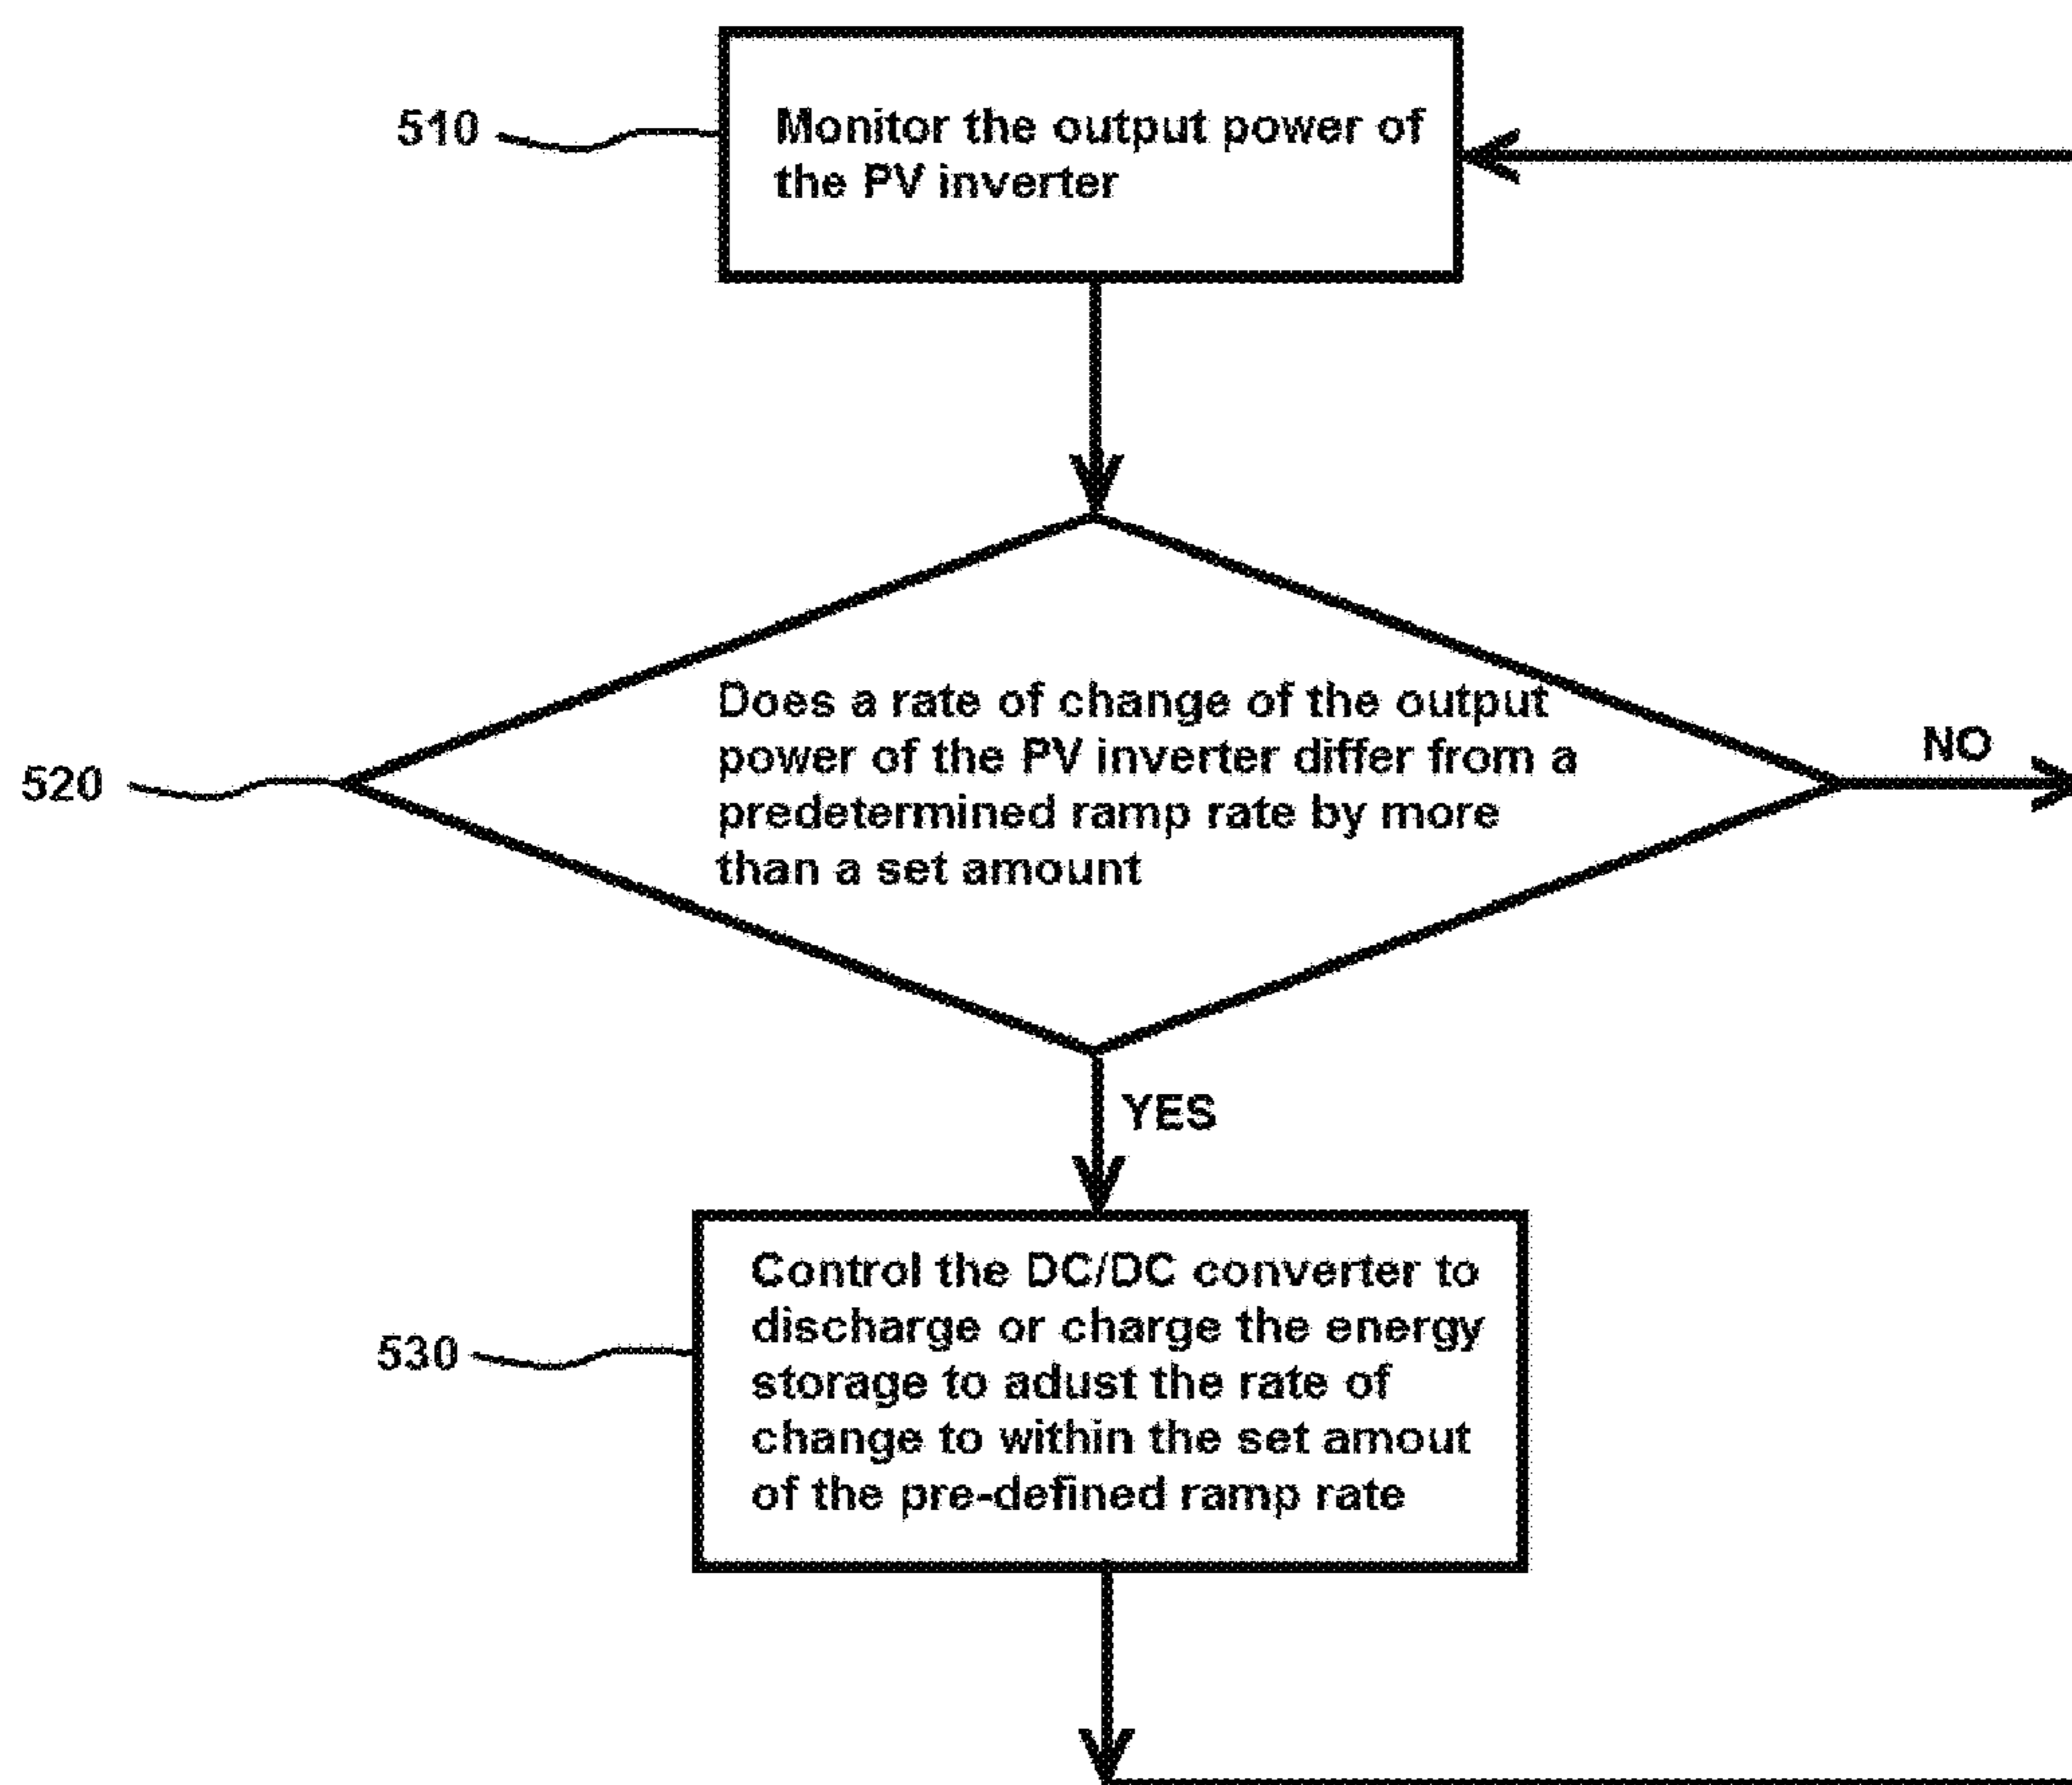 510
Monitor the output power of
the PV inverter
520
Does a rate of change of the output
power of the PV inverter differ from a
predetermined ramp rate by more
than a set amount
NO
YES
530
Control the DC/DC converter to
discharge or charge the energy
storage to adust the rate of
change to within the set amout
of the pre-defined ramp rate